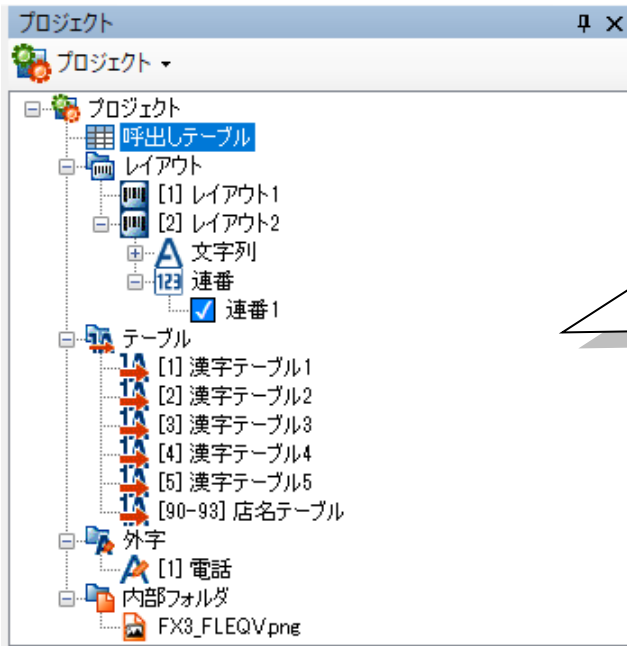 プロジェクト
プロジェクト
プロジェクト
呼出しテーブル
レイアウト
[1] レイアウト1
[2] レイアウト2
文字列
連番
連番1
テーブル
[1] 漢字テーブル1
[2] 漢字テーブル2
[3] 漢字テーブル3
[4] 漢字テーブル4
[5] 漢字テーブル5
[90-93] 店名テーブル
外字
[1] 電話
内部フォルダ
FX3_FLEQV.png